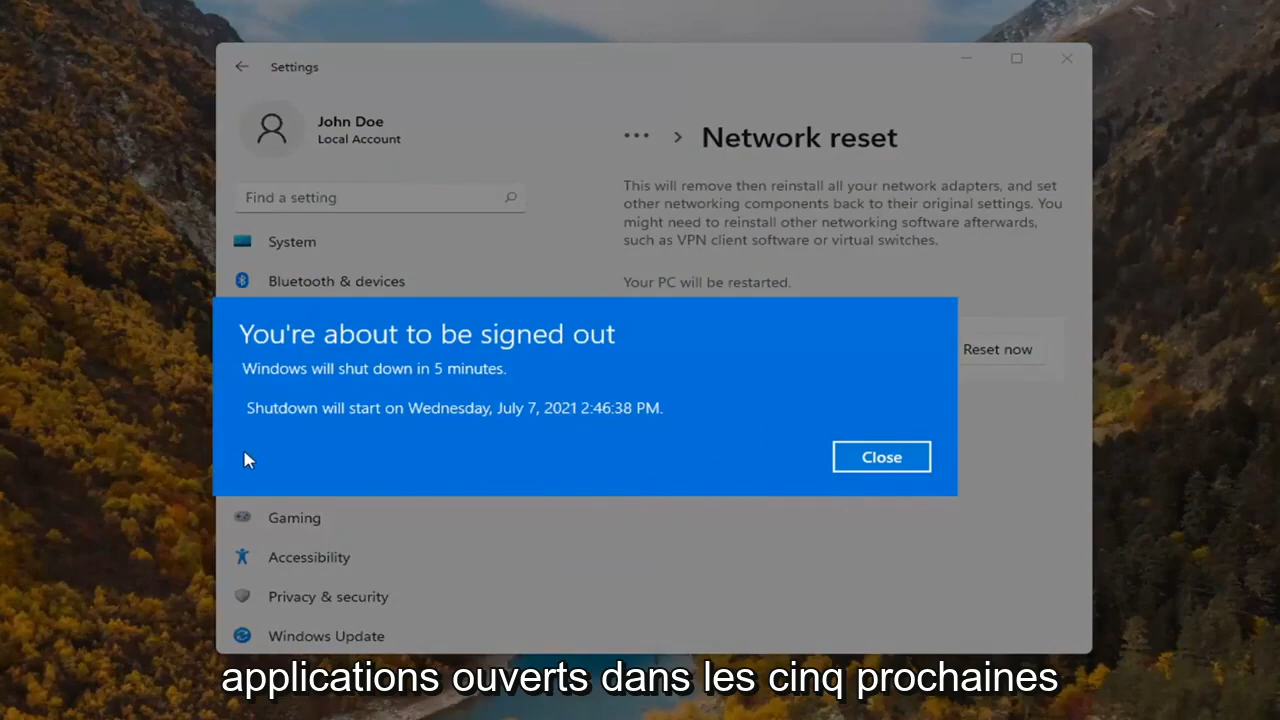 Settings
John Doe
Local Account
Find a setting
System
Bluetooth & devices
... > Network reset
This will remove then reinstall all your network adapters, and set
other networking components back to their original settings. You
might need to reinstall other networking software afterwards,
such as VPN client software or virtual switches.
Your PC will be restarted.
Reset now
You're about to be signed out
Windows will shut down in 5 minutes.
Shutdown will start on Wednesday, July 7, 2021 2:46:38 PM.
Close
Gaming
Accessibility
Privacy & security
Windows Update
applications ouverts dans les cinq prochaines